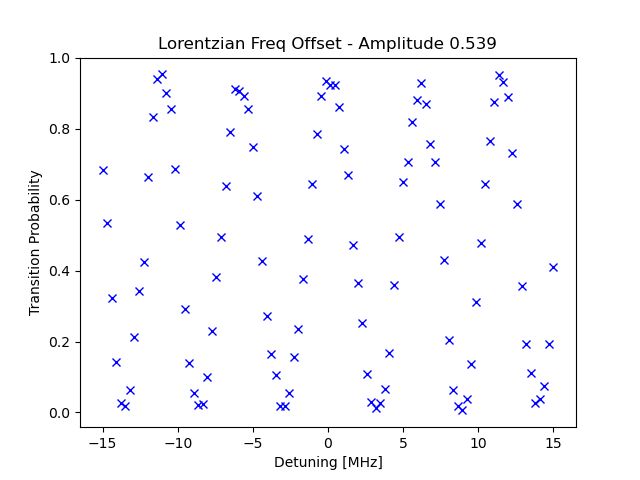 Lorentzian Freq Offset - Amplitude 0.539
1.0
0.8
0.6
0.4
0.2
0.0
Transition Probability
−15 −10 −5 0 5 10 15
Detuning [MHz]